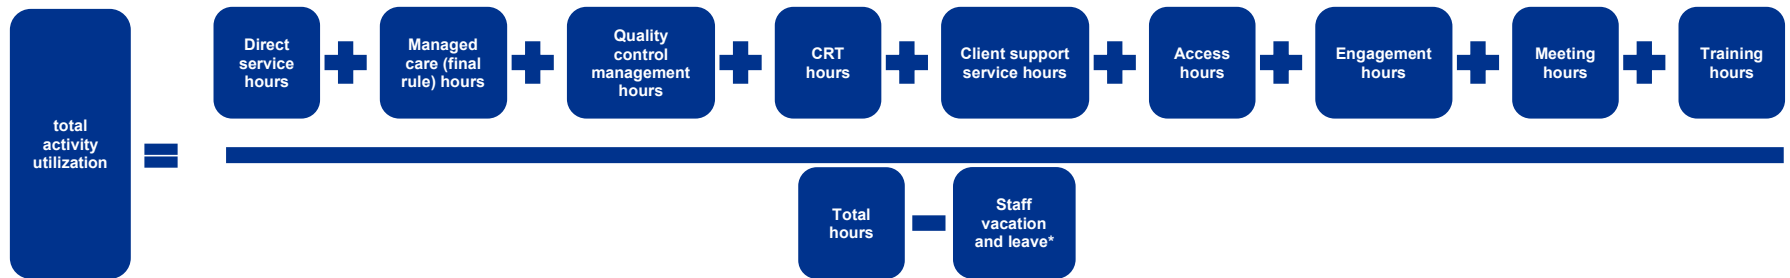 total
activity
utilization
Direct
service
hours
Managed
care (final
rule) hours
Quality
control
management
hours
CRT
hours
Client support
service hours
Access
hours
Engagement
hours
Meeting
hours
Training
hours
Total
hours
Staff
vacation
and leave*